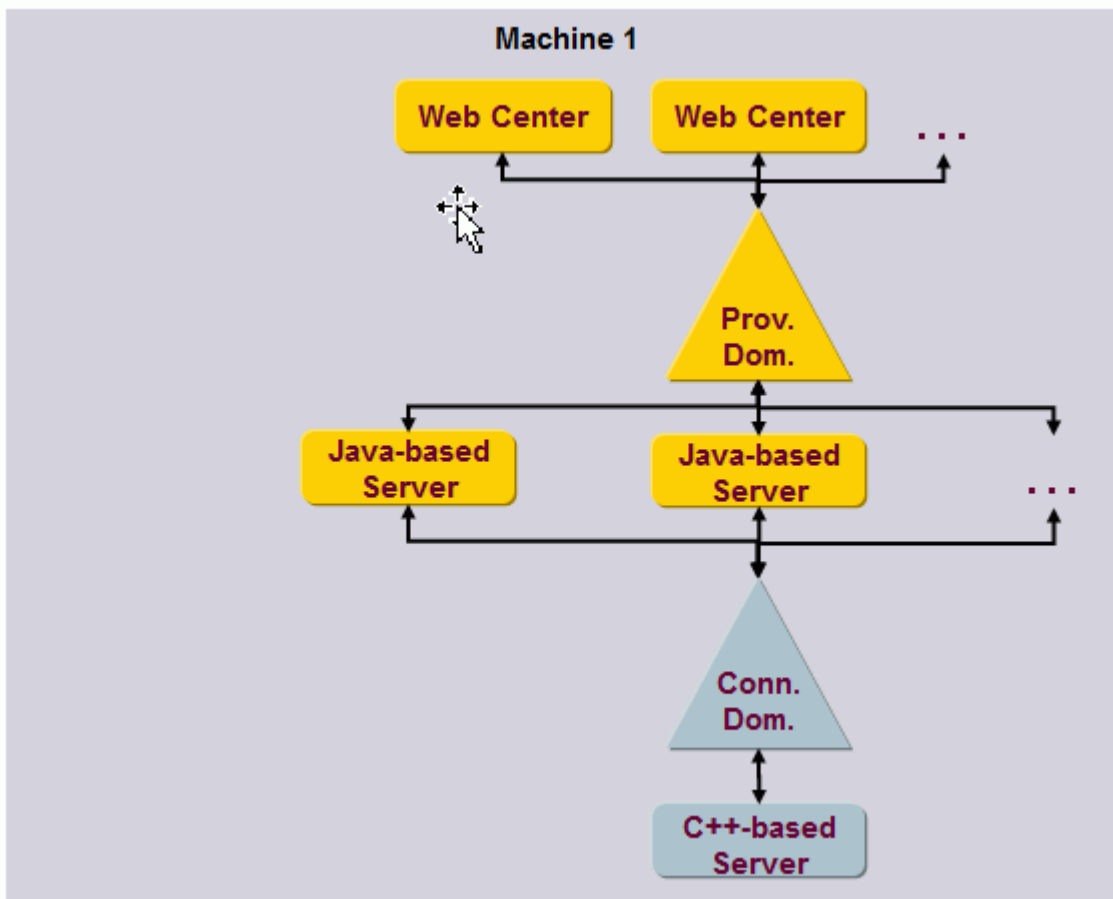 Machine 1
Web Center
Web Center
. . .
Prov.
Dom.
Java-based
Server
Java-based
Server
. . .
Conn.
Dom.
C++-based
Server